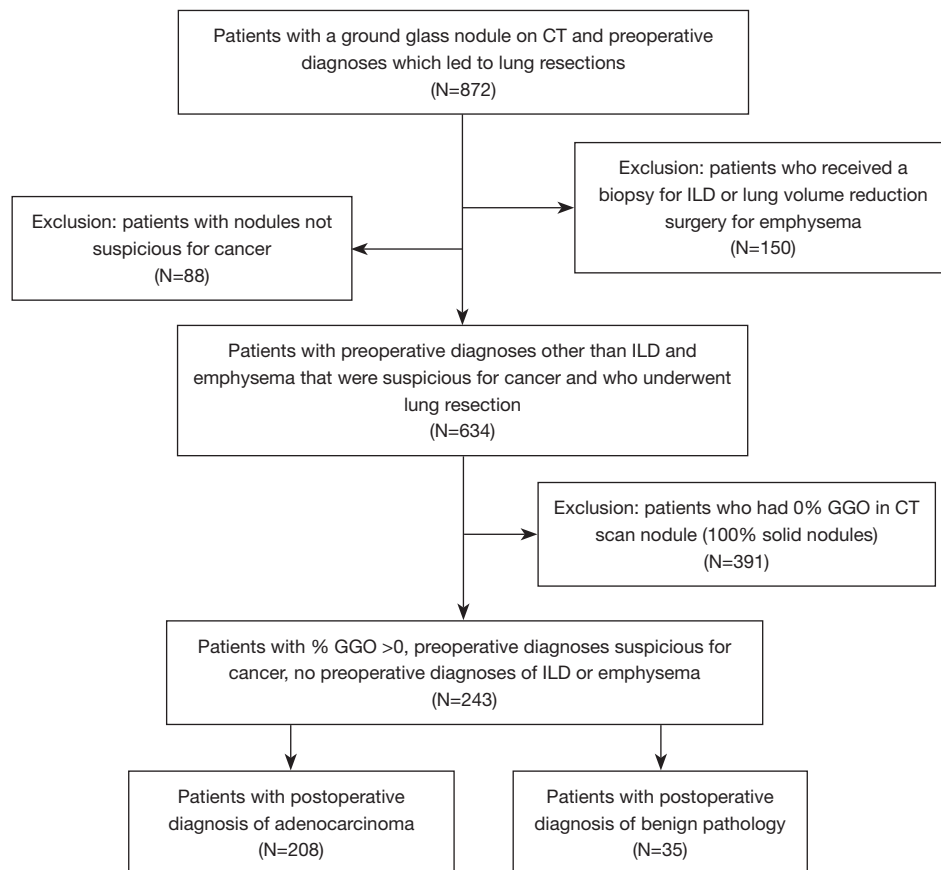 Patients with a ground glass nodule on CT and preoperative
diagnoses which led to lung resections
(N=872)
Exclusion: patients who received a
biopsy for ILD or lung volume reduction
surgery for emphysema
(N=150)
Exclusion: patients with nodules not
suspicious for cancer
(N=88)
Patients with preoperative diagnoses other than ILD and
emphysema that were suspicious for cancer and who underwent
lung resection
(N=634)
Exclusion: patients who had 0% GGO in CT
scan nodule (100% solid nodules)
(N=391)
Patients with % GGO >0, preoperative diagnoses suspicious for
cancer, no preoperative diagnoses of ILD or emphysema
(N=243)
Patients with postoperative
diagnosis of adenocarcinoma
(N=208)
Patients with postoperative
diagnosis of benign pathology
(N=35)